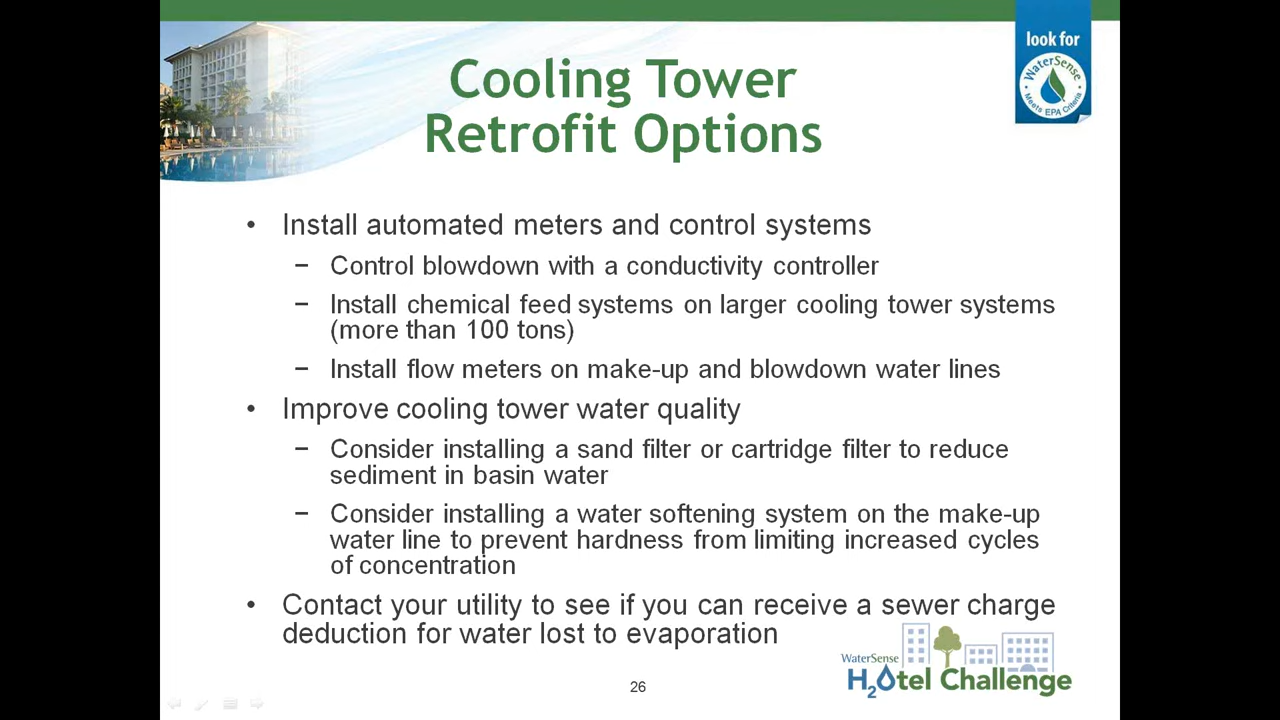 look for
WaterSense
Meets EPA Criteria
Cooling Tower
Retrofit Options
• Install automated meters and control systems
− Control blowdown with a conductivity controller
− Install chemical feed systems on larger cooling tower systems
(more than 100 tons)
− Install flow meters on make-up and blowdown water lines
• Improve cooling tower water quality
− Consider installing a sand filter or cartridge filter to reduce
sediment in basin water
− Consider installing a water softening system on the make-up
water line to prevent hardness from limiting increased cycles
of concentration
• Contact your utility to see if you can receive a sewer charge
deduction for water lost to evaporation
WaterSense
H2Otel Challenge
26